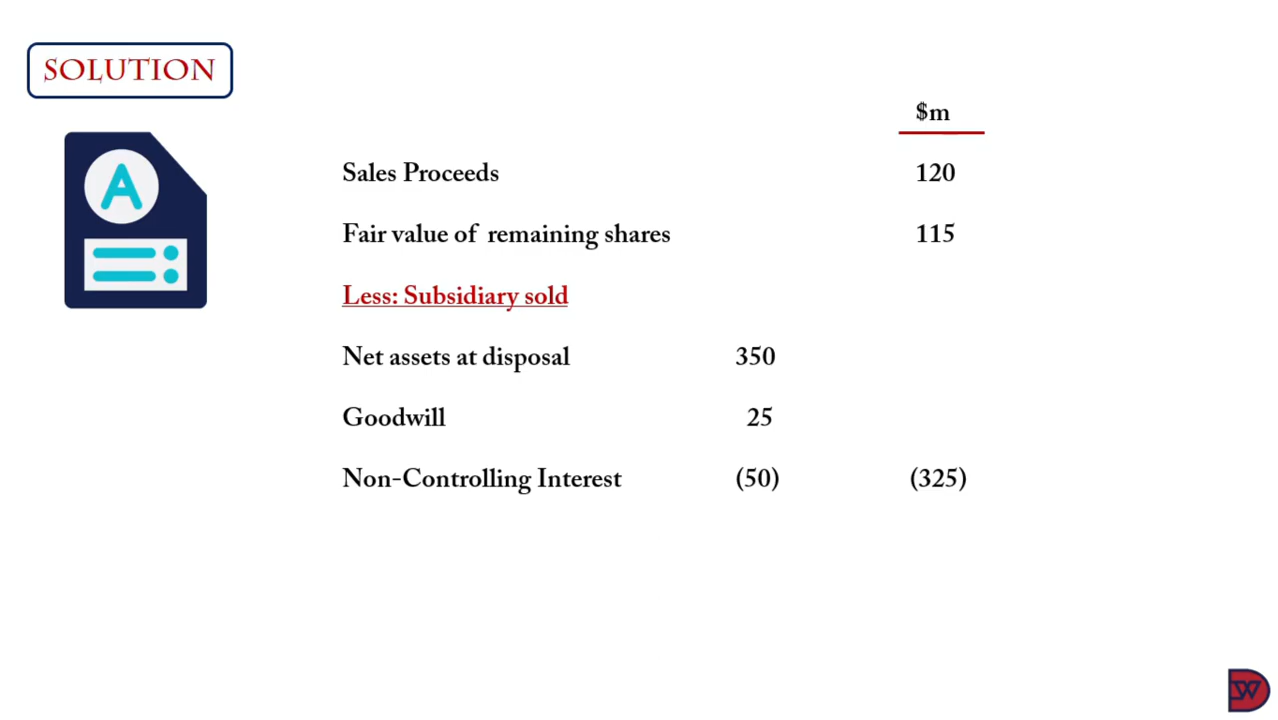 SOLUTION
$m
Sales Proceeds 120
Fair value of remaining shares 115
Less: Subsidiary sold
Net assets at disposal 350
Goodwill 25
Non-Controlling Interest (50) (325)
A
W